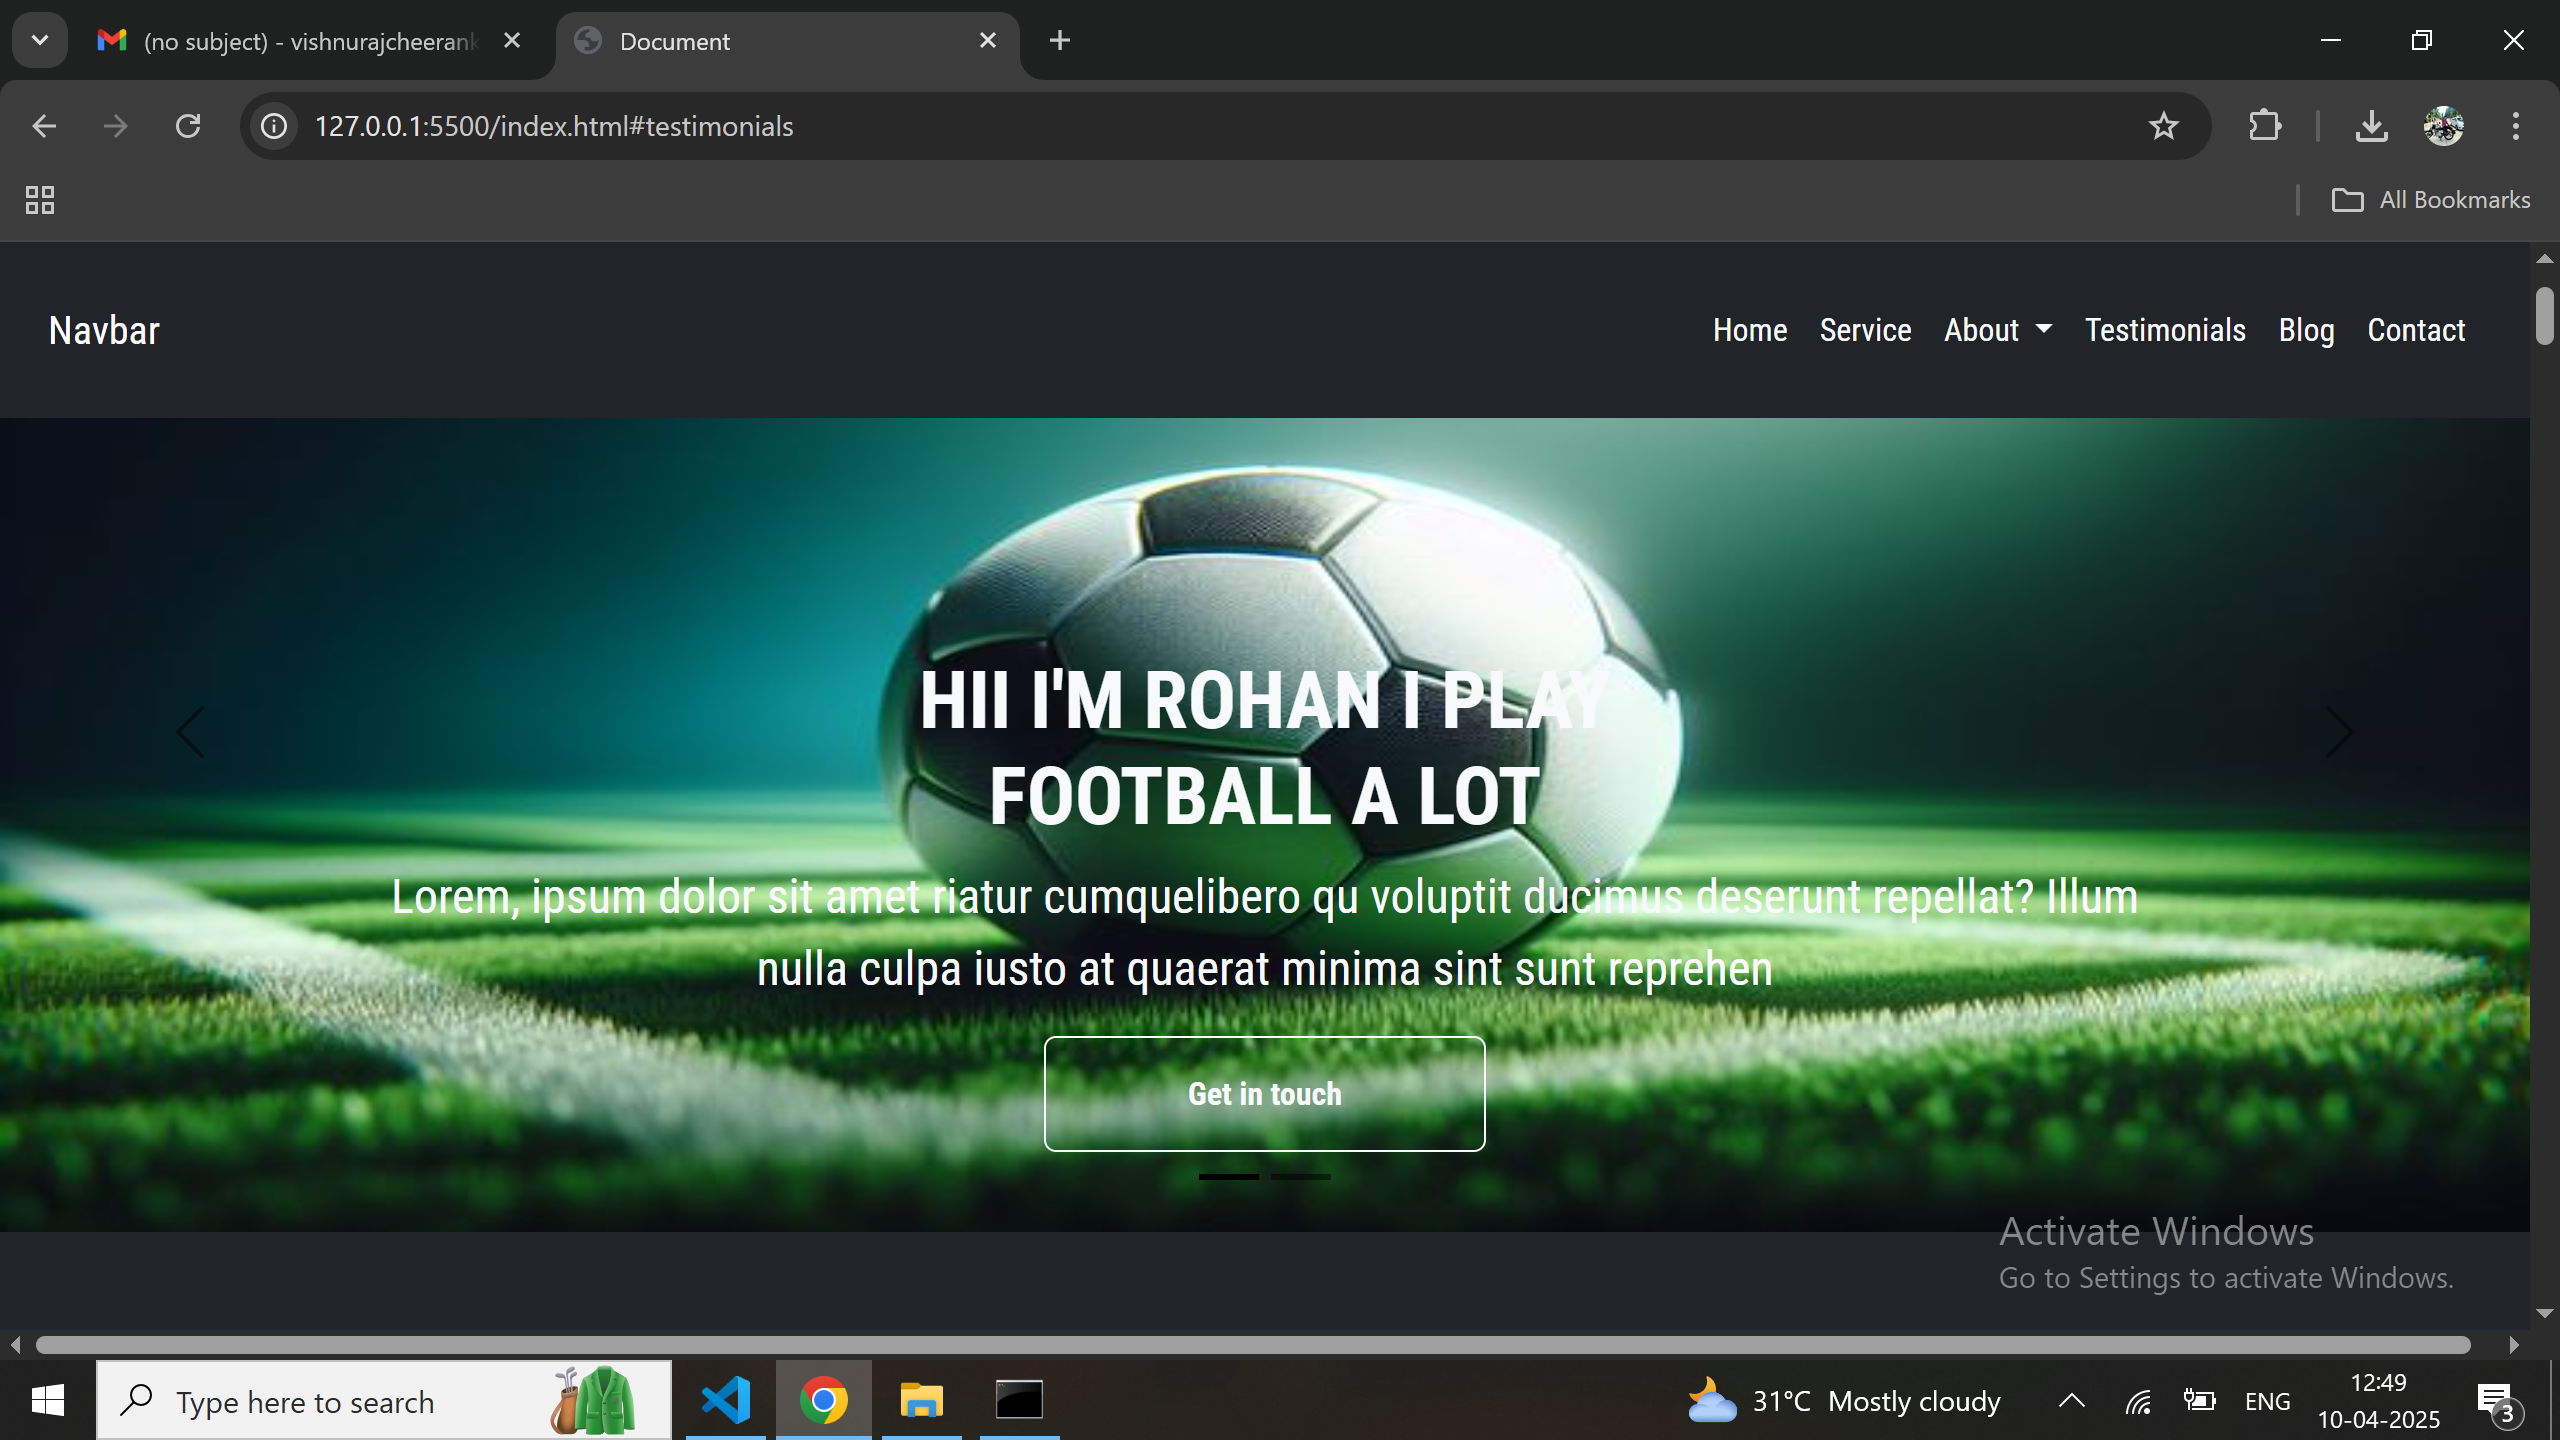 (no subject) - vishnurajcheerank
Document
127.0.0.1:5500/index.html#testimonials
All Bookmarks
Navbar
Home Service About Testimonials Blog Contact
HII I'M ROHAN I PLAY
FOOTBALL A LOT
Lorem, ipsum dolor sit amet riatur cumquelibero qu voluptit ducimus deserunt repellat? Illum
nulla culpa iusto at quaerat minima sint sunt reprehen
Get in touch
Activate Windows
Go to Settings to activate Windows.
Type here to search
31°C Mostly cloudy
ENG
12:49
10-04-2025
3